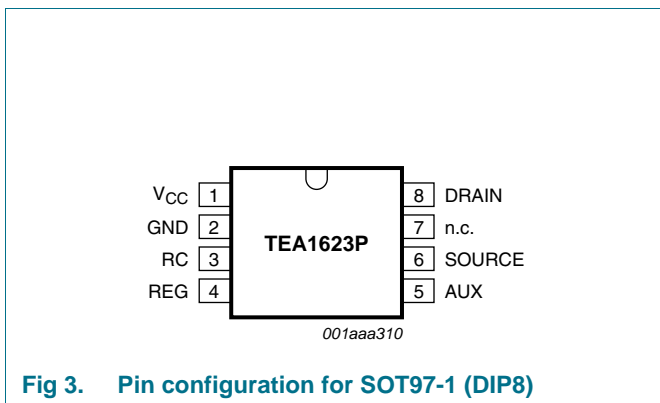 V_CC 1 8 DRAIN
GND 2 7 n.c.
TEA1623P
RC 3 6 SOURCE
REG 4 5 AUX
001aaa310
Fig 3. Pin configuration for SOT97-1 (DIP8)